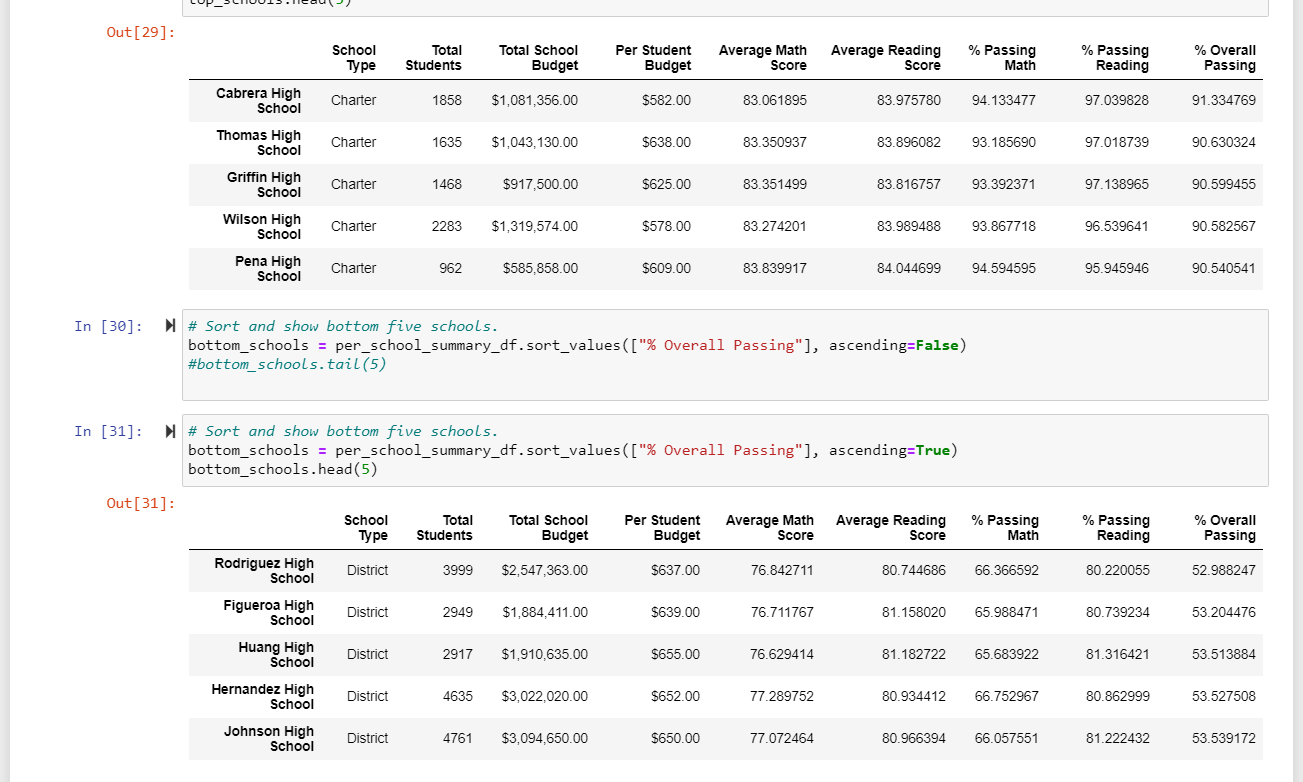 top_schools.head(5)
Out[29]:
School Type Total Students Total School Budget Per Student Budget Average Math Score Average Reading Score % Passing Math % Passing Reading % Overall Passing
Cabrera High School Charter 1858 $1,081,356.00 $582.00 83.061895 83.975780 94.133477 97.039828 91.334769
Thomas High School Charter 1635 $1,043,130.00 $638.00 83.350937 83.896082 93.185690 97.018739 90.630324
Griffin High School Charter 1468 $917,500.00 $625.00 83.351499 83.816757 93.392371 97.138965 90.599455
Wilson High School Charter 2283 $1,319,574.00 $578.00 83.274201 83.989488 93.867718 96.539641 90.582567
Pena High School Charter 962 $585,858.00 $609.00 83.839917 84.044699 94.594595 95.945946 90.540541
In [30]:
# Sort and show bottom five schools.
bottom_schools = per_school_summary_df.sort_values(["% Overall Passing"], ascending=False)
#bottom_schools.tail(5)
In [31]:
# Sort and show bottom five schools.
bottom_schools = per_school_summary_df.sort_values(["% Overall Passing"], ascending=True)
bottom_schools.head(5)
Out[31]:
School Type Total Students Total School Budget Per Student Budget Average Math Score Average Reading Score % Passing Math % Passing Reading % Overall Passing
Rodriguez High School District 3999 $2,547,363.00 $637.00 76.842711 80.744686 66.366592 80.220055 52.988247
Figueroa High School District 2949 $1,884,411.00 $639.00 76.711767 81.158020 65.988471 80.739234 53.204476
Huang High School District 2917 $1,910,635.00 $655.00 76.629414 81.182722 65.683922 81.316421 53.513884
Hernandez High School District 4635 $3,022,020.00 $652.00 77.289752 80.934412 66.752967 80.862999 53.527508
Johnson High School District 4761 $3,094,650.00 $650.00 77.072464 80.966394 66.057551 81.222432 53.539172